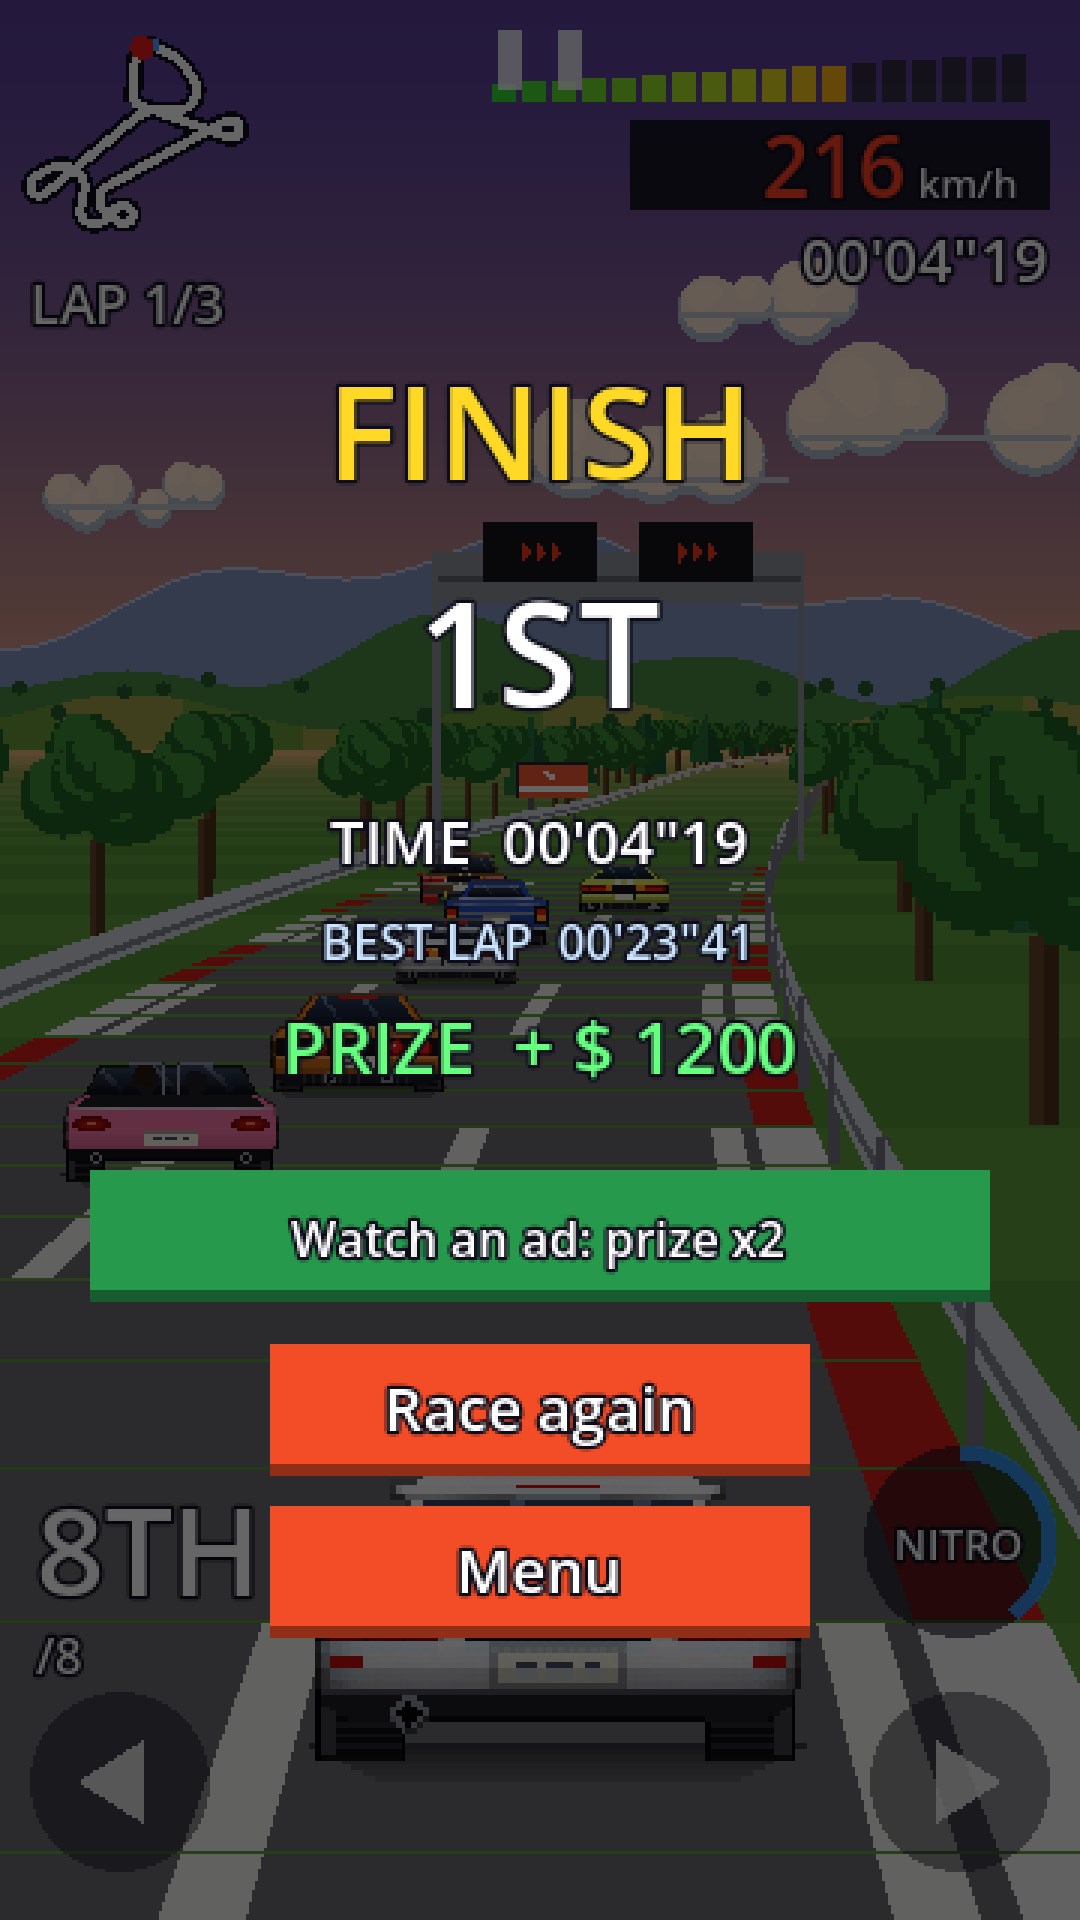 216 km/h
00'04"19
LAP 1/3
FINISH
1ST
TIME 00'04"19
BEST LAP 00'23"41
PRIZE + $ 1200
Watch an ad: prize x2
Race again
8TH
NITRO
Menu
/8